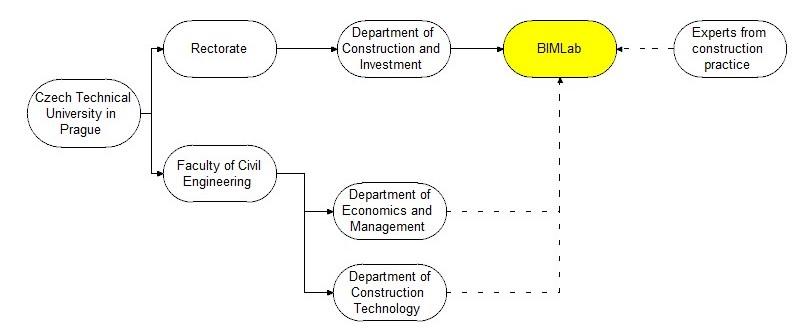 Rectorate
Department of
Construction and
Investment
BIMLab
Experts from
construction
practice
Czech Technical
University in
Prague
Faculty of Civil
Engineering
Department of
Economics and
Management
Department of
Construction
Technology